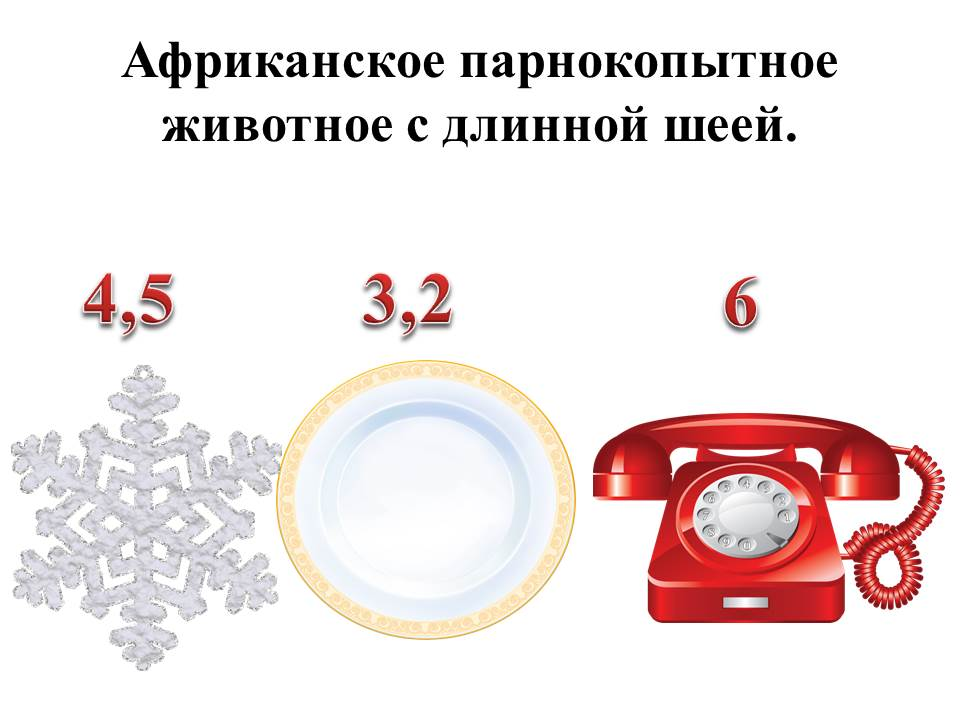 Африканское парнокопытное
животное с длинной шеей.
4,5 3,2 6